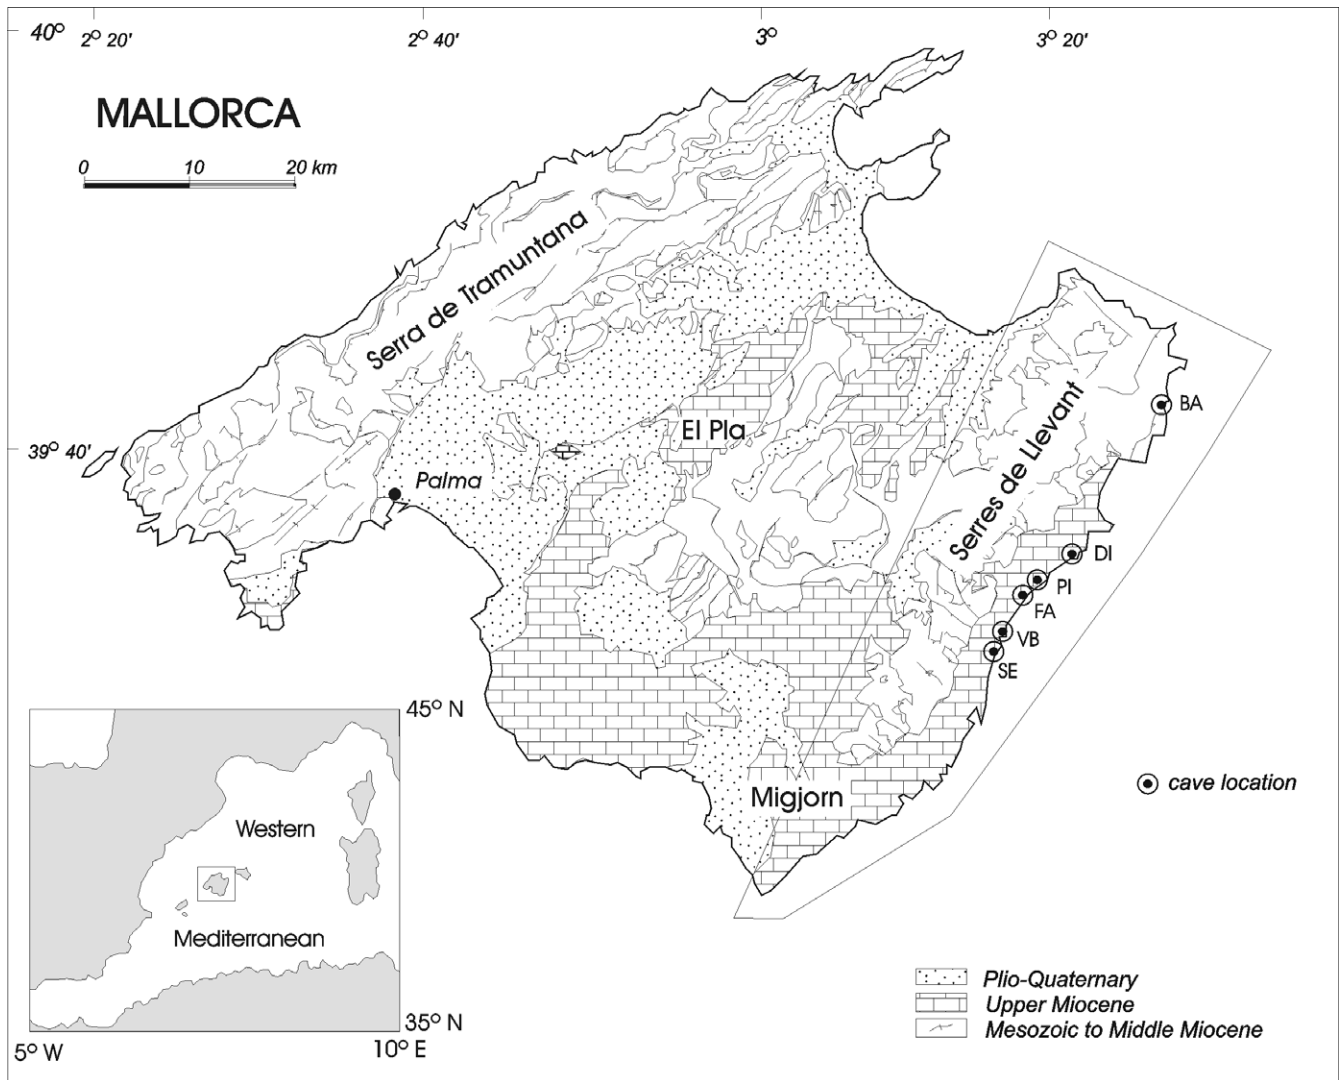 40° 2° 20' 2° 40' 3° 3° 20'
MALLORCA
0 10 20 km
Serra de Tramuntana
39° 40'
El Pla
Palma
Serres de Llevant
BA
DI
PI
FA
VB
SE
Migjorn
cave location
45° N
Western
Mediterranean
35° N
5° W 10° E
Plio-Quaternary
Upper Miocene
Mesozoic to Middle Miocene